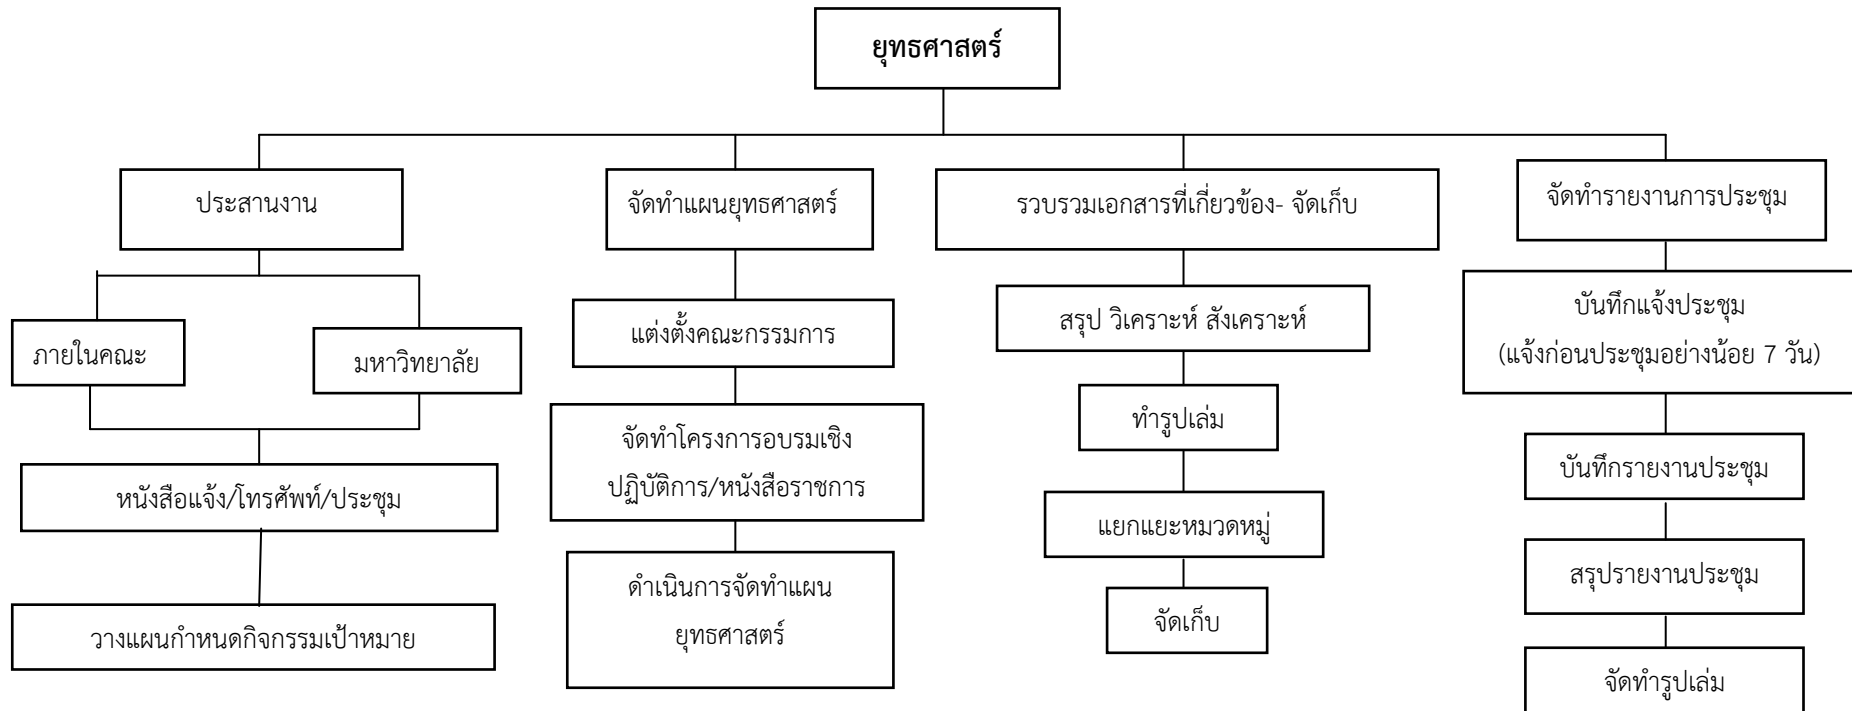 ยุทธศาสตร์
ประสานงาน
ภายในคณะ
มหาวิทยาลัย
หนังสือแจ้ง/โทรศัพท์/ประชุม
วางแผนกำหนดกิจกรรมเป้าหมาย
จัดทำแผนยุทธศาสตร์
แต่งตั้งคณะกรรมการ
จัดทำโครงการอบรมเชิง
ปฏิบัติการ/หนังสือราชการ
ดำเนินการจัดทำแผน
ยุทธศาสตร์
รวบรวมเอกสารที่เกี่ยวข้อง- จัดเก็บ
สรุป วิเคราะห์ สังเคราะห์
ทำรูปเล่ม
แยกแยะหมวดหมู่
จัดเก็บ
จัดทำรายงานการประชุม
บันทึกแจ้งประชุม
(แจ้งก่อนประชุมอย่างน้อย 7 วัน)
บันทึกรายงานประชุม
สรุปรายงานประชุม
จัดทำรูปเล่ม